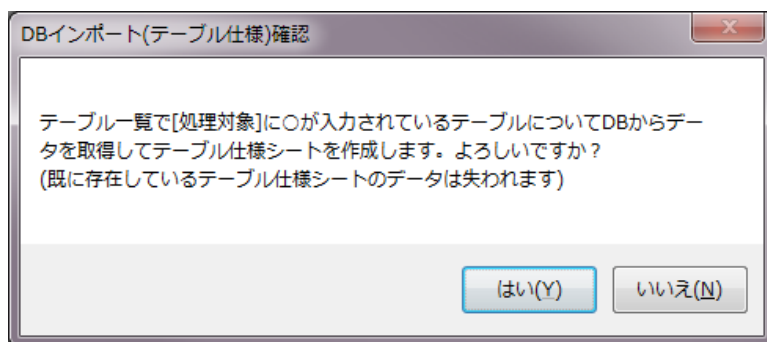 DBインポート(テーブル仕様)確認
テーブル一覧で[処理対象]に○が入力されているテーブルについてDBからデー
タを取得してテーブル仕様シートを作成します。よろしいですか？
(既に存在しているテーブル仕様シートのデータは失われます)
はい(Y) いいえ(N)